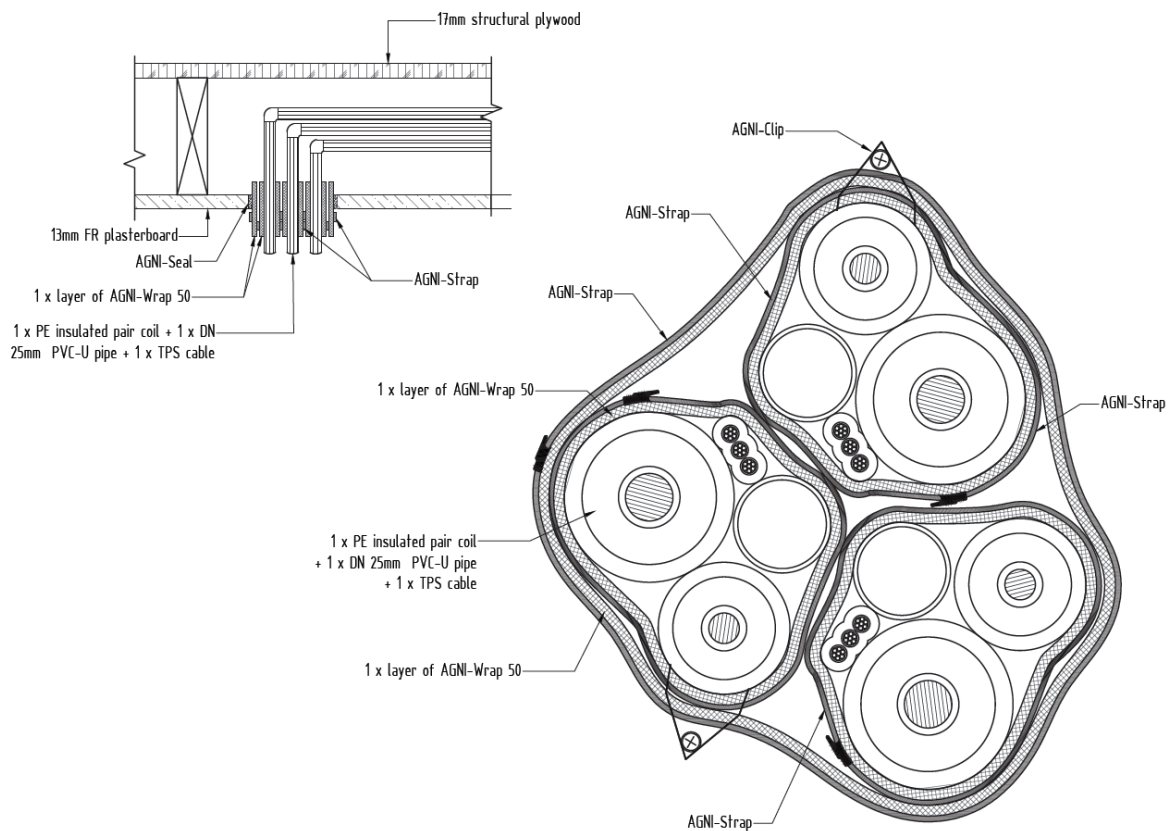 17mm structural plywood
13mm FR plasterboard
AGNI-Seal
1 x layer of AGNI-Wrap 50
1 x PE insulated pair coil + 1 x DN
25mm PVC-U pipe + 1 x TPS cable
AGNI-Strap
AGNI-Clip
AGNI-Strap
AGNI-Strap
1 x layer of AGNI-Wrap 50
AGNI-Strap
1 x PE insulated pair coil
+ 1 x DN 25mm PVC-U pipe
+ 1 x TPS cable
1 x layer of AGNI-Wrap 50
AGNI-Strap